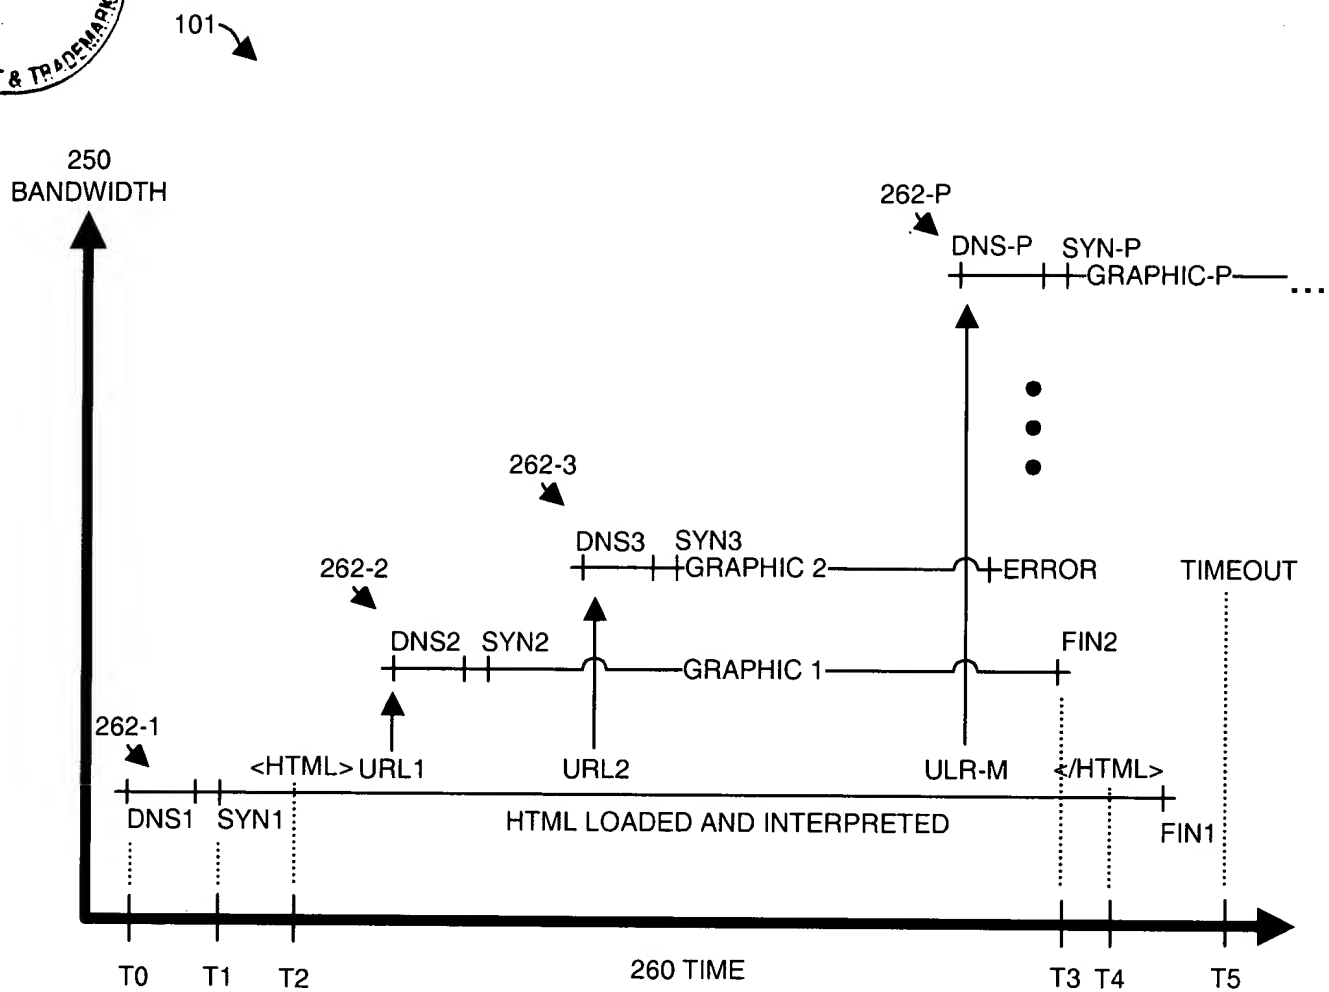 101
& TRADEMARK
250
BANDWIDTH
262-P
DNS-P SYN-P
GRAPHIC-P ...
262-3
DNS3 SYN3
GRAPHIC 2 ERROR TIMEOUT
262-2
DNS2 SYN2 FIN2
GRAPHIC 1
262-1
<HTML> URL1 URL2 ULR-M </HTML>
DNS1 SYN1 HTML LOADED AND INTERPRETED FIN1
T0 T1 T2 260 TIME T3 T4 T5